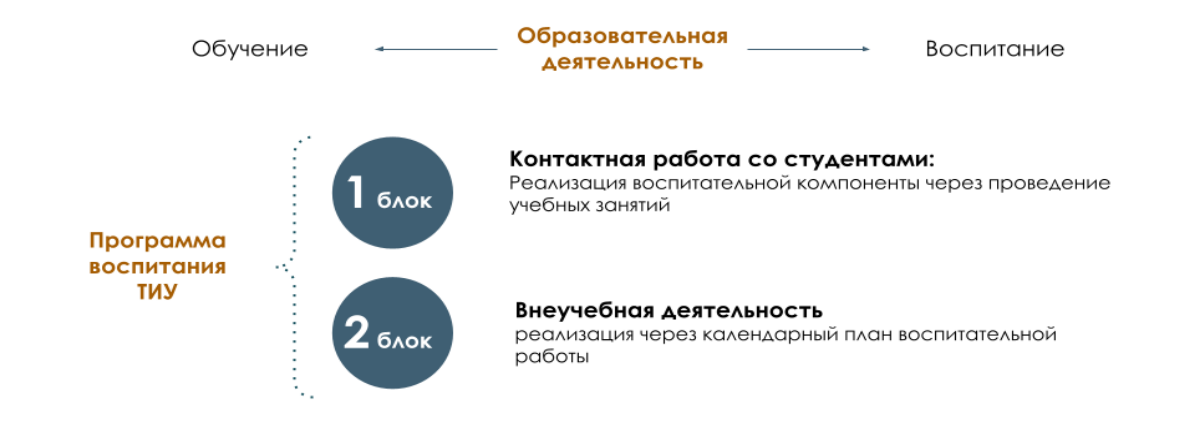 Обучение
Образовательная
деятельность
Воспитание
1 блок
Контактная работа со студентами:
Реализация воспитательной компоненты через проведение
учебных занятий
Программа
воспитания
ТИУ
2 блок
Внеучебная деятельность
реализация через календарный план воспитательной
работы